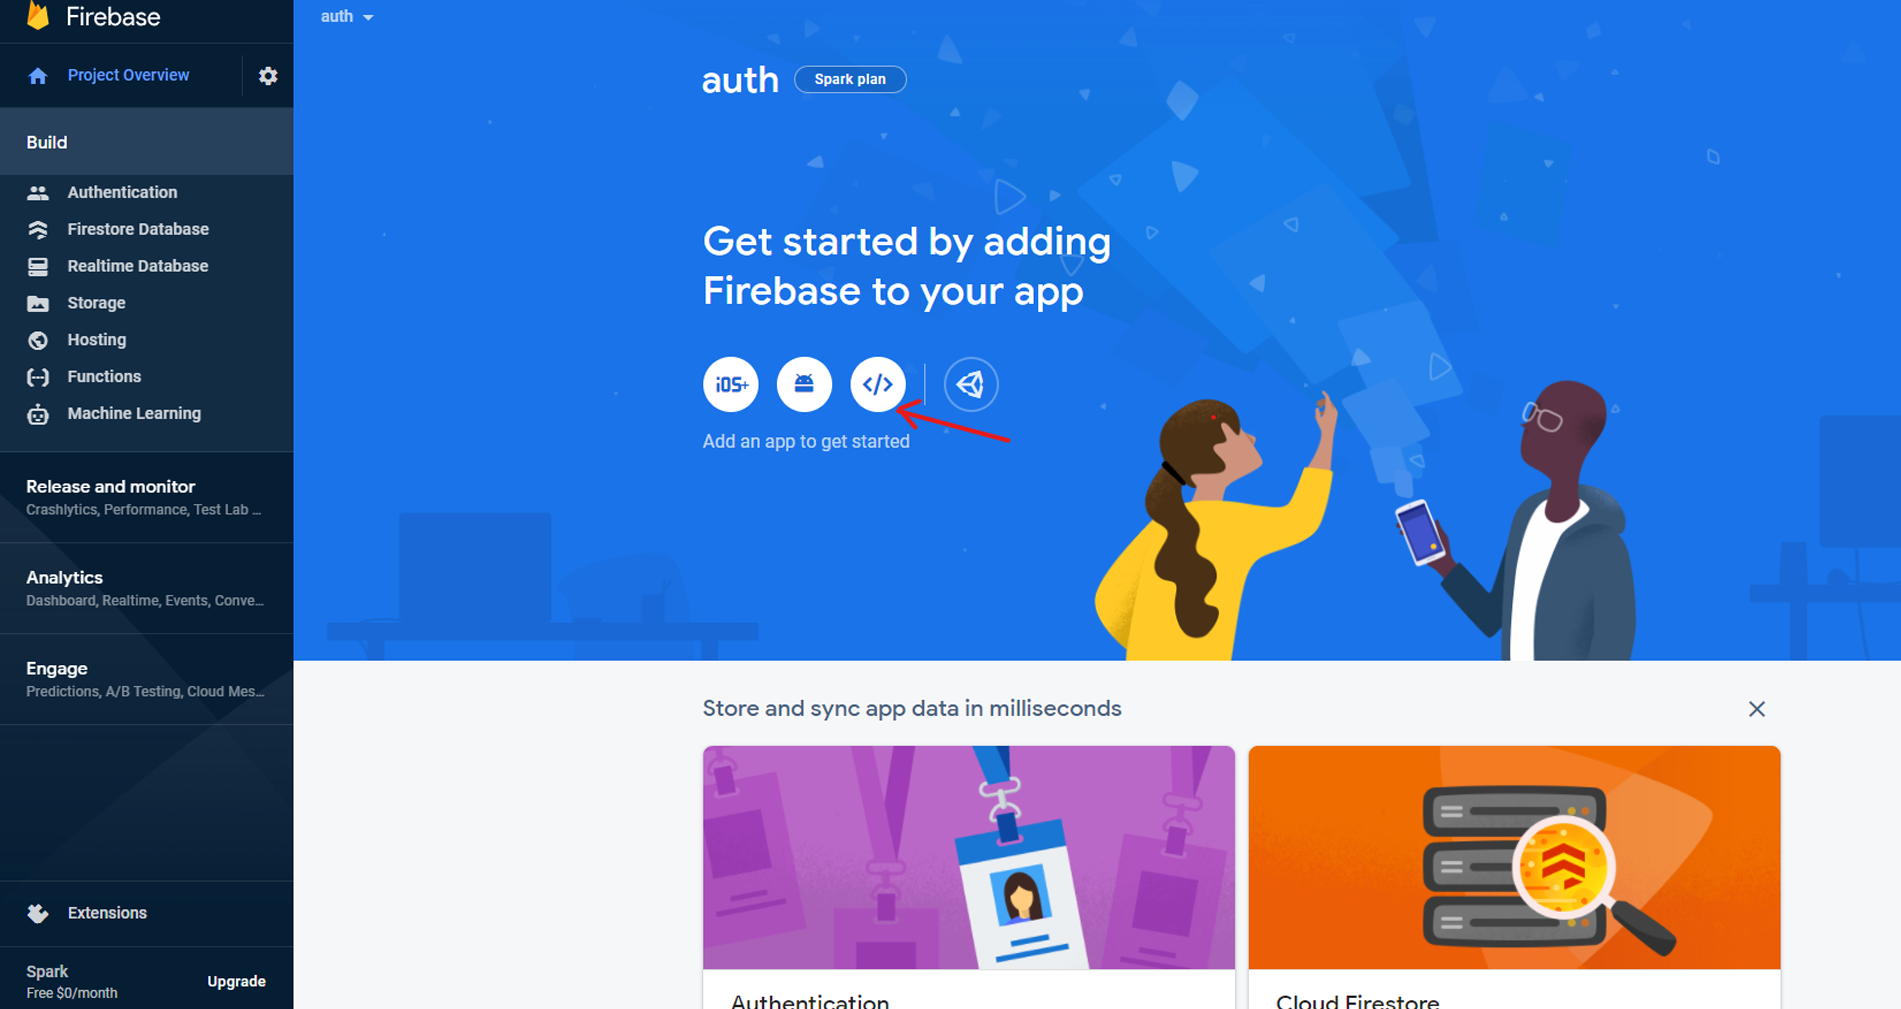 Firebase
auth
Project Overview
auth
Spark plan
Build
Authentication
Firestore Database
Realtime Database
Storage
Hosting
Functions
Machine Learning
Get started by adding
Firebase to your app
iOS+
</>
Add an app to get started
Release and monitor
Crashlytics, Performance, Test Lab ...
Analytics
Dashboard, Realtime, Events, Conve...
Engage
Predictions, A/B Testing, Cloud Mes...
Store and sync app data in milliseconds
Extensions
Spark
Free $0/month
Upgrade
Authentication
Cloud Firestore